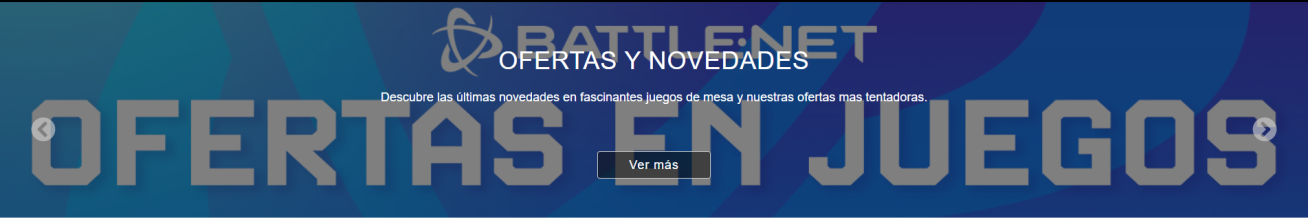 BATTLE.NET
OFERTAS Y NOVEDADES
Descubre las últimas novedades en fascinantes juegos de mesa y nuestras ofertas mas tentadoras.
OFERTAS EN JUEGOS
Ver más